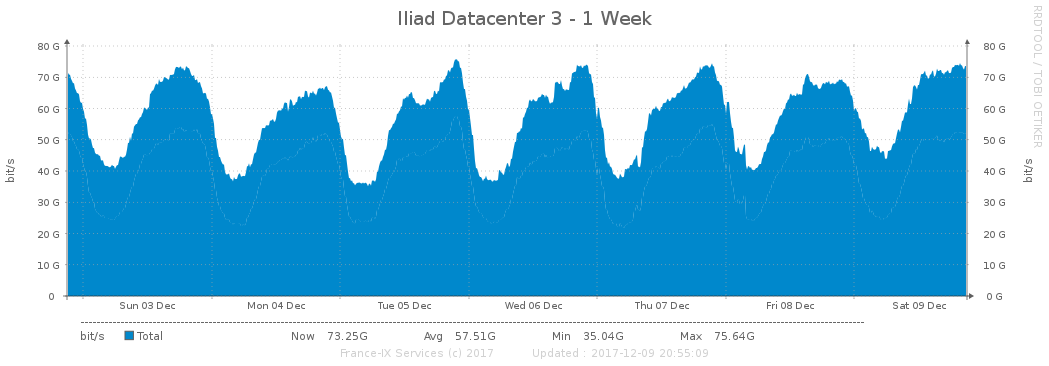 Iliad Datacenter 3 - 1 Week
RRDTOOL / TOBI OETIKER
80 G 80 G
70 G 70 G
60 G 60 G
50 G 50 G
40 G 40 G
30 G 30 G
20 G 20 G
10 G 10 G
0 0 G
bit/s bit/s
Sun 03 Dec Mon 04 Dec Tue 05 Dec Wed 06 Dec Thu 07 Dec Fri 08 Dec Sat 09 Dec
bit/s Total Now 73.25G Avg 57.51G Min 35.04G Max 75.64G
France-IX Services (c) 2017 Updated : 2017-12-09 20:55:09